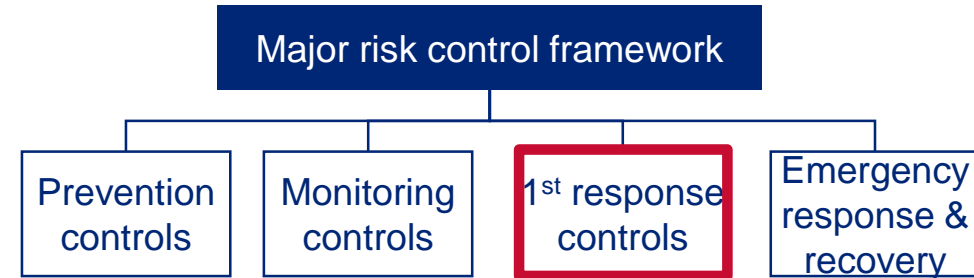 Major risk control framework
Prevention
controls
Monitoring
controls
1st response
controls
Emergency
response &
recovery